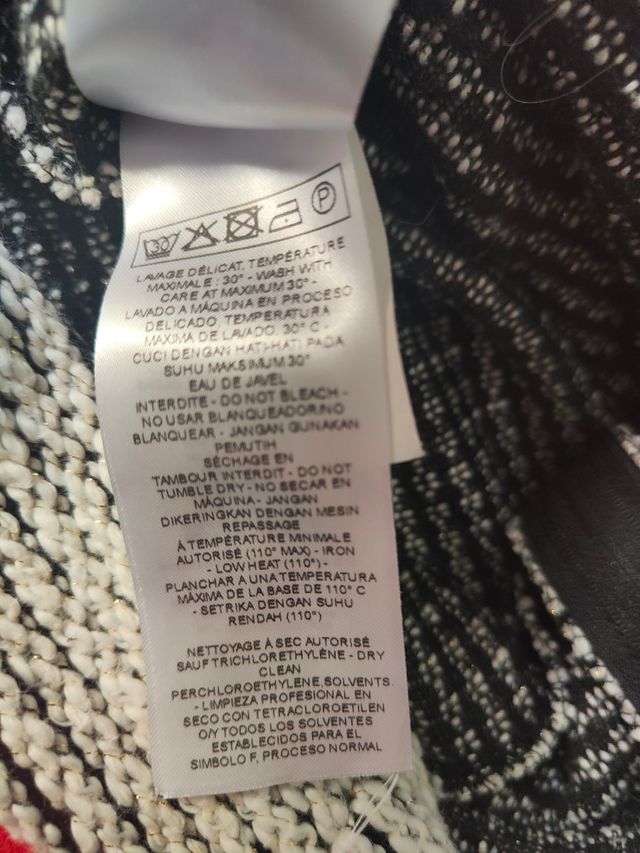 30 P
LAVAGE DÉLICAT, TEMPÉRATURE
MAXIMALE : 30° - WASH WITH
CARE AT MAXIMUM 30° -
LAVADO A MÁQUINA EN PROCESO
DELICADO, TEMPERATURA
MÁXIMA DE LAVADO, 30° C -
CUCI DENGAN HATI-HATI PADA
SUHU MAKSIMUM 30°
EAU DE JAVEL
INTERDITE - DO NOT BLEACH -
NO USAR BLANQUEADOR/NO
BLANQUEAR - JANGAN GUNAKAN
PEMUTIH
SÉCHAGE EN
TAMBOUR INTERDIT - DO NOT
TUMBLE DRY - NO SECAR EN
MÁQUINA - JANGAN
DIKERINGKAN DENGAN MESIN
REPASSAGE
À TEMPÉRATURE MINIMALE
AUTORISÉ (110° MAX) - IRON
- LOW HEAT (110°) -
PLANCHAR A UNA TEMPERATURA
MÁXIMA DE LA BASE DE 110° C
- SETRIKA DENGAN SUHU
RENDAH (110°)
NETTOYAGE À SEC AUTORISÉ
SAUF TRICHLORETHYLÈNE - DRY
CLEAN
PERCHLOROETHYLENE,SOLVENTS.
- LIMPIEZA PROFESIONAL EN
SECO CON TETRACLOROETILEN
O/Y TODOS LOS SOLVENTES
ESTABLECIDOS PARA EL
SIMBOLO F, PROCESO NORMAL